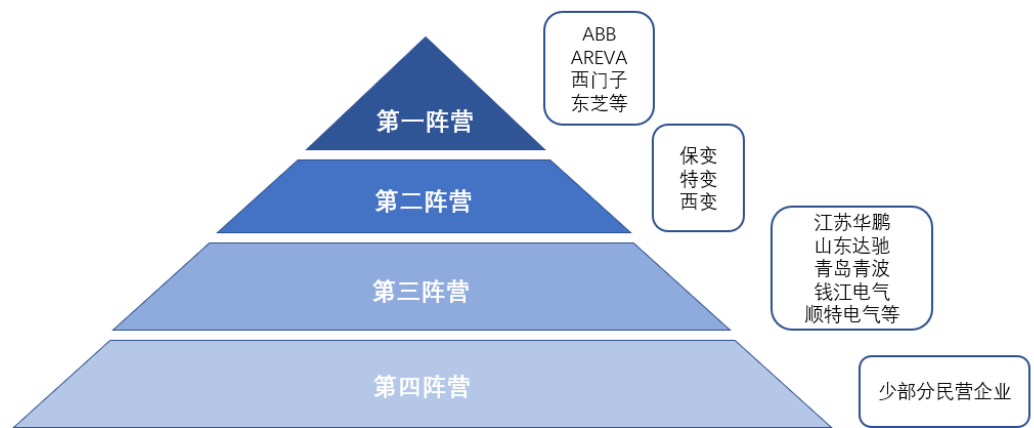 第一阵营
ABB
AREVA
西门子
东芝等
第二阵营
保变
特变
西变
第三阵营
江苏华鹏
山东达驰
青岛青波
钱江电气
顺特电气等
第四阵营
少部分民营企业